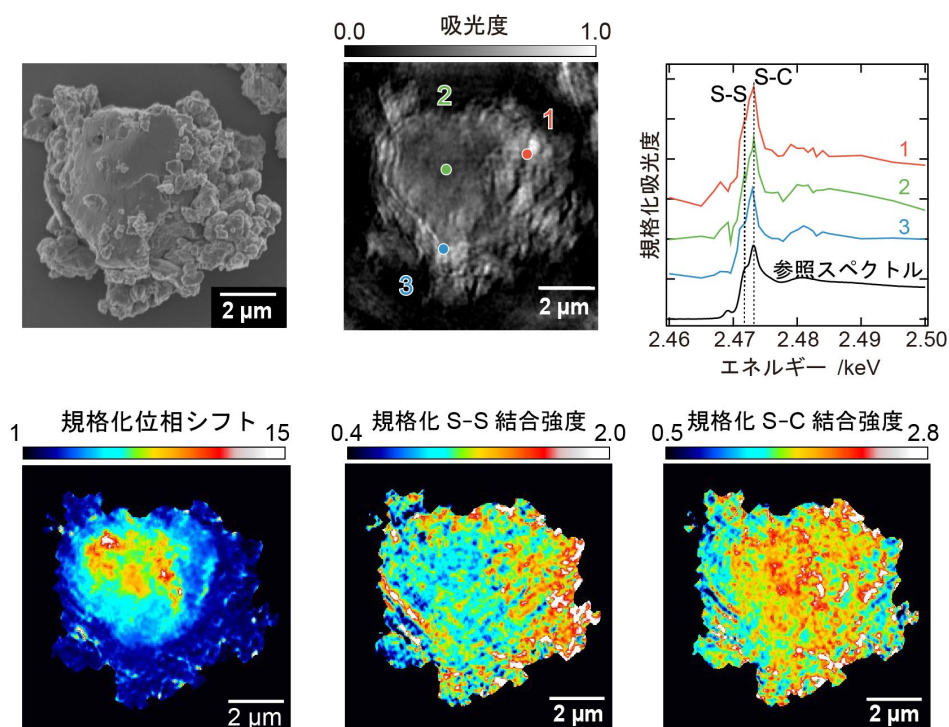 吸光度
0.0
1.0
2 μm
1
2
3
2 μm
S-S
S-C
1
2
3
参照スペクトル
規格化吸光度
2.46
2.47
2.48
2.49
2.50
エネルギー /keV
規格化位相シフト
1
15
2 μm
規格化 S-S 結合強度
0.4
2.0
2 μm
規格化 S-C 結合強度
0.5
2.8
2 μm